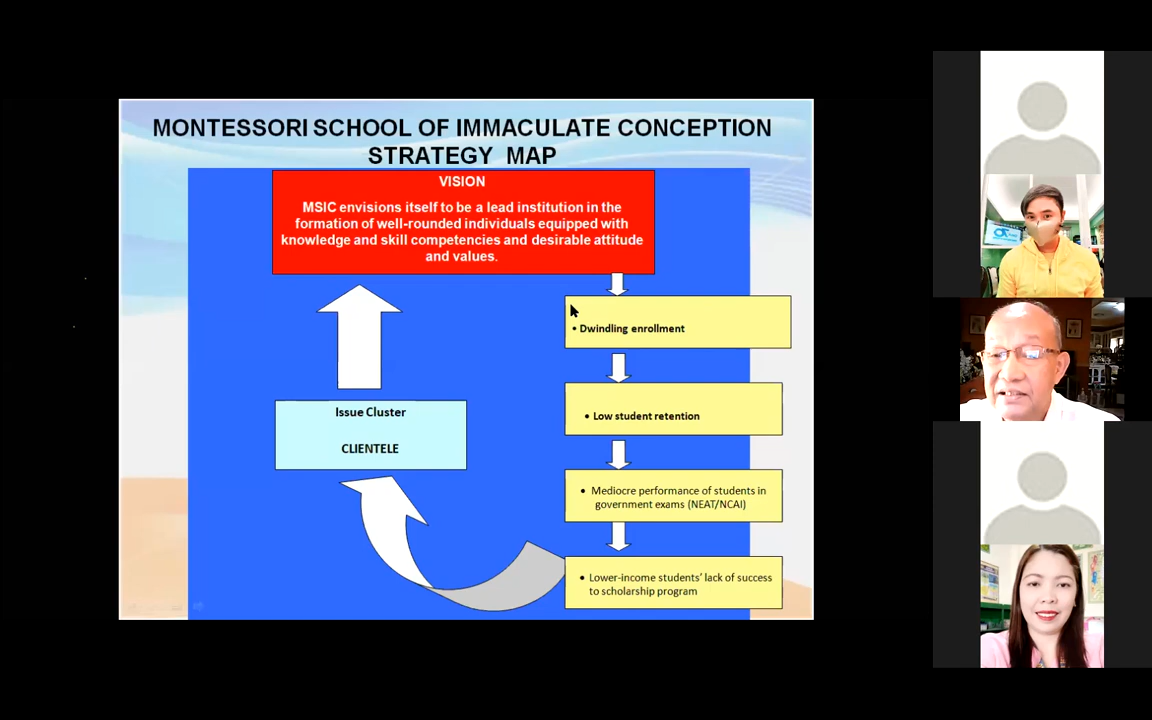 MONTESSORI SCHOOL OF IMMACULATE CONCEPTION
STRATEGY MAP
VISION
MSIC envisions itself to be a lead institution in the
formation of well-rounded individuals equipped with
knowledge and skill competencies and desirable attitude
and values.
• Dwindling enrollment
• Low student retention
Issue Cluster
CLIENTELE
• Mediocre performance of students in
government exams (NEAT/NCAI)
• Lower-income students' lack of success
to scholarship program